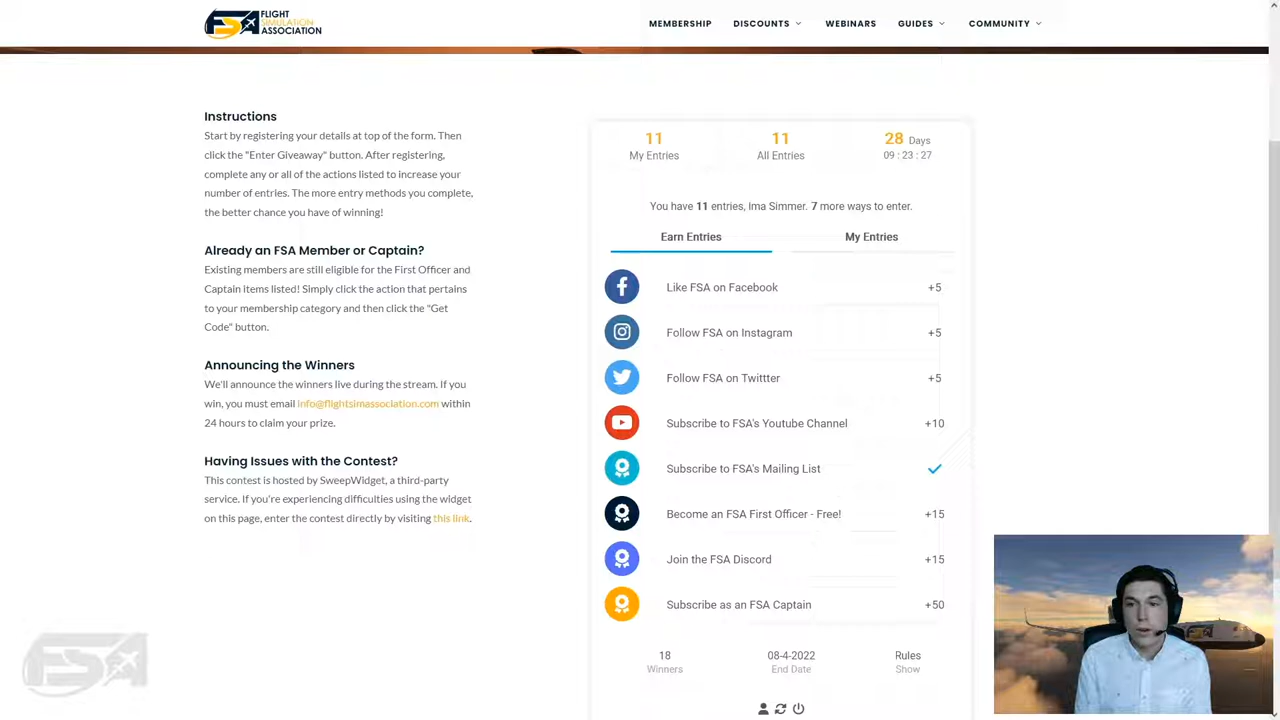 FLIGHT
SIMULATION
ASSOCIATION
MEMBERSHIP
DISCOUNTS
WEBINARS
GUIDES
COMMUNITY
Instructions
Start by registering your details at top of the form. Then
click the "Enter Giveaway" button. After registering,
complete any or all of the actions listed to increase your
number of entries. The more entry methods you complete,
the better chance you have of winning!
Already an FSA Member or Captain?
Existing members are still eligible for the First Officer and
Captain items listed! Simply click the action that pertains
to your membership category and then click the "Get
Code" button.
Announcing the Winners
We'll announce the winners live during the stream. If you
win, you must email info@flightsimassociation.com within
24 hours to claim your prize.
Having Issues with the Contest?
This contest is hosted by SweepWidget, a third-party
service. If you're experiencing difficulties using the widget
on this page, enter the contest directly by visiting this link.
11
My Entries
11
All Entries
28 Days
09 : 23 : 27
You have 11 entries, Ima Simmer. 7 more ways to enter.
Earn Entries
My Entries
Like FSA on Facebook +5
Follow FSA on Instagram +5
Follow FSA on Twittter +5
Subscribe to FSA's Youtube Channel +10
Subscribe to FSA's Mailing List
Become an FSA First Officer - Free! +15
Join the FSA Discord +15
Subscribe as an FSA Captain +50
18
Winners
08-4-2022
End Date
Rules
Show
FSA